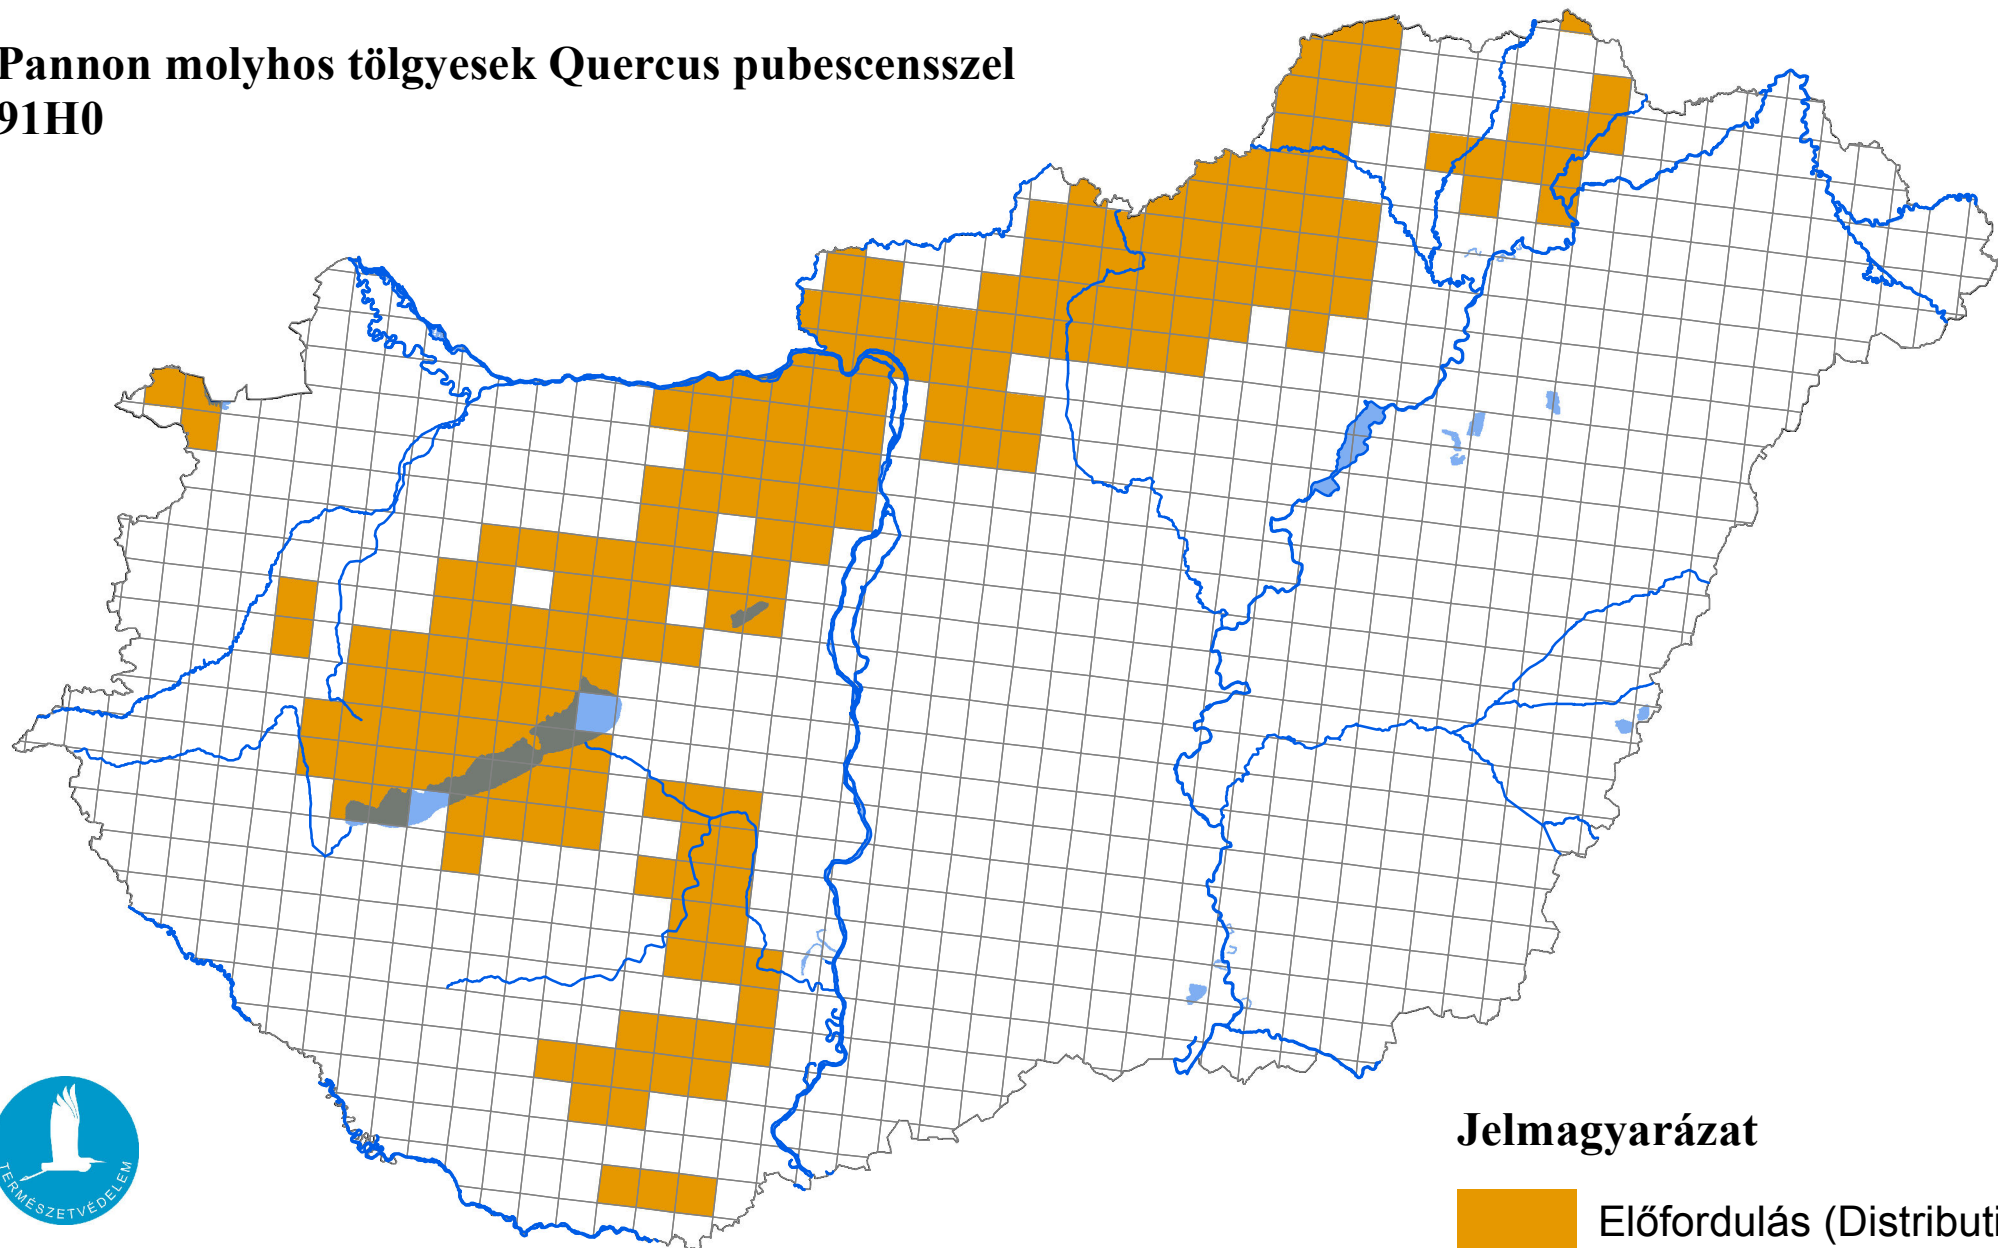 Pannon molyhos tölgyesek Quercus pubescensszel
91H0
TERMÉSZETVÉDELEM
Jelmagyarázat
Előfordulás (Distributi